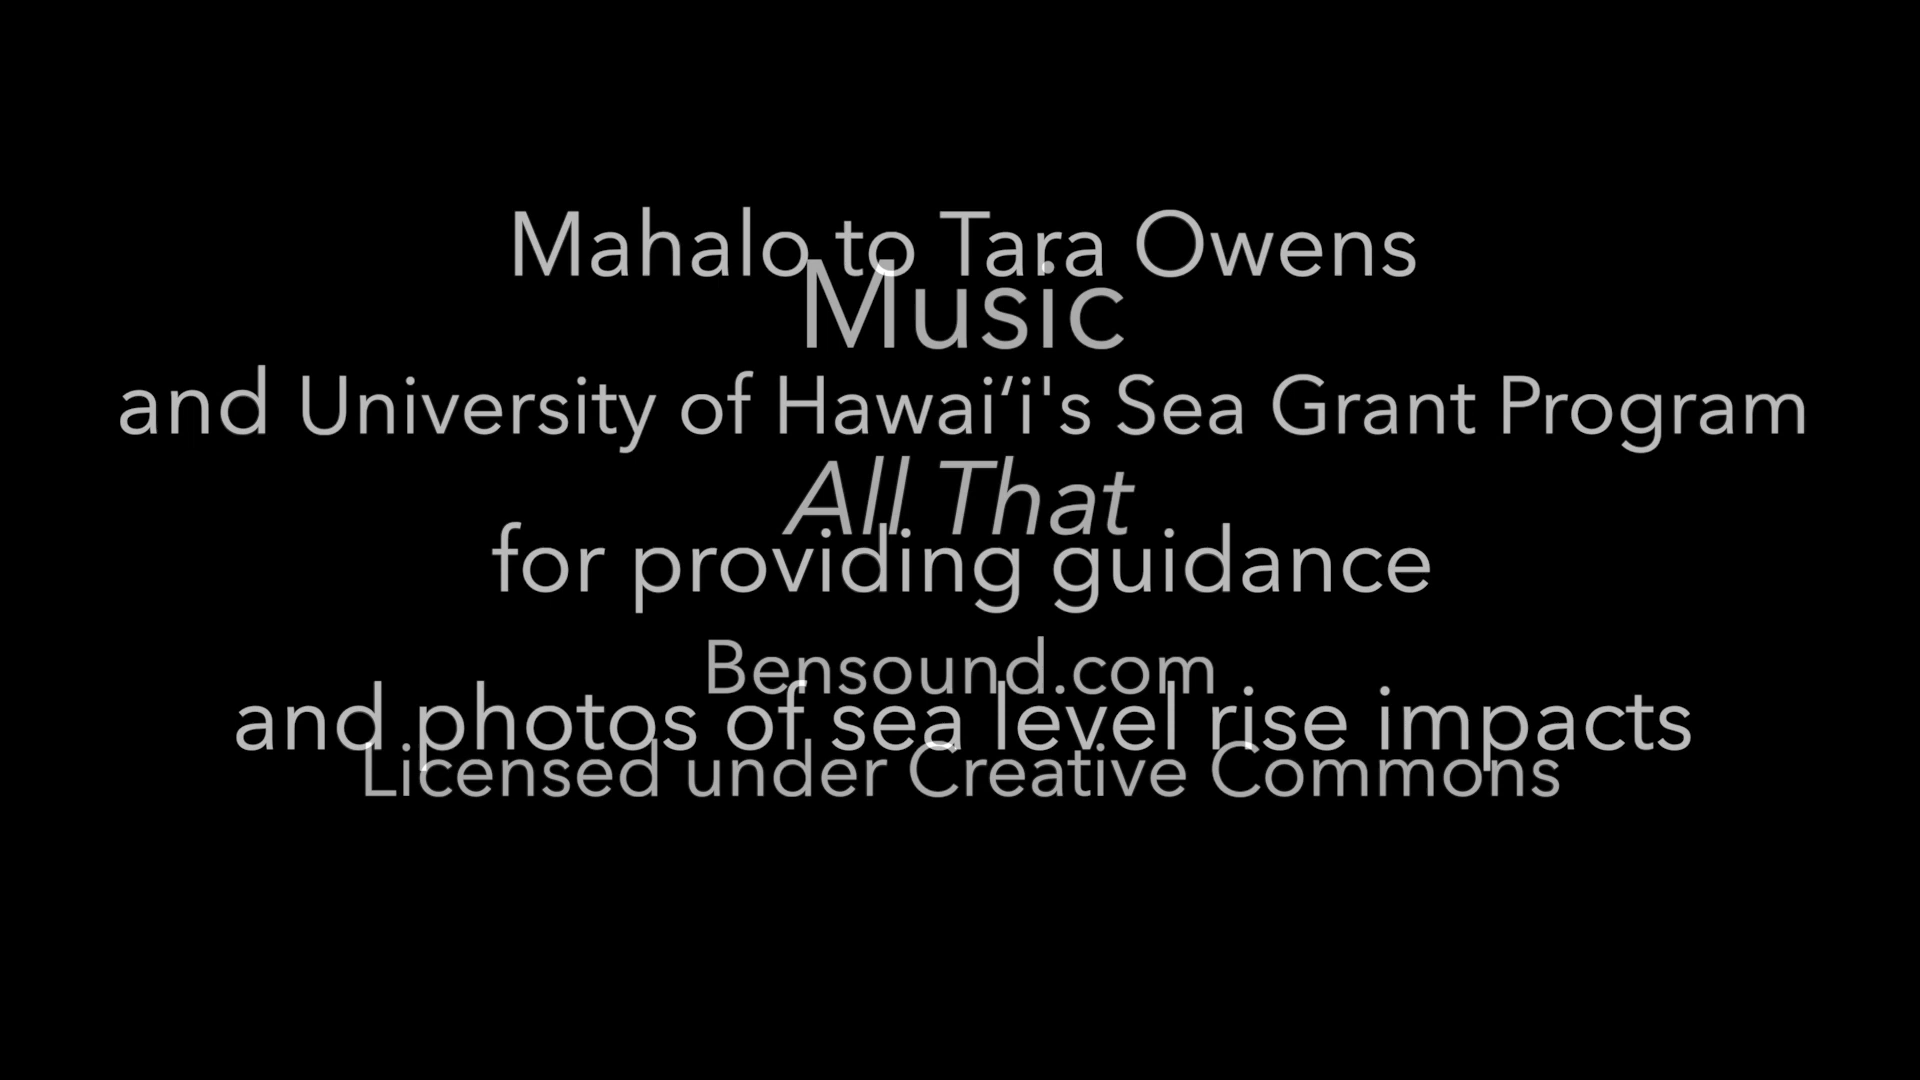 Mahalo to Tara Owens
Music
and University of Hawaiʻi's Sea Grant Program
All That
for providing guidance
Bensound.com
and photos of sea level rise impacts
Licensed under Creative Commons